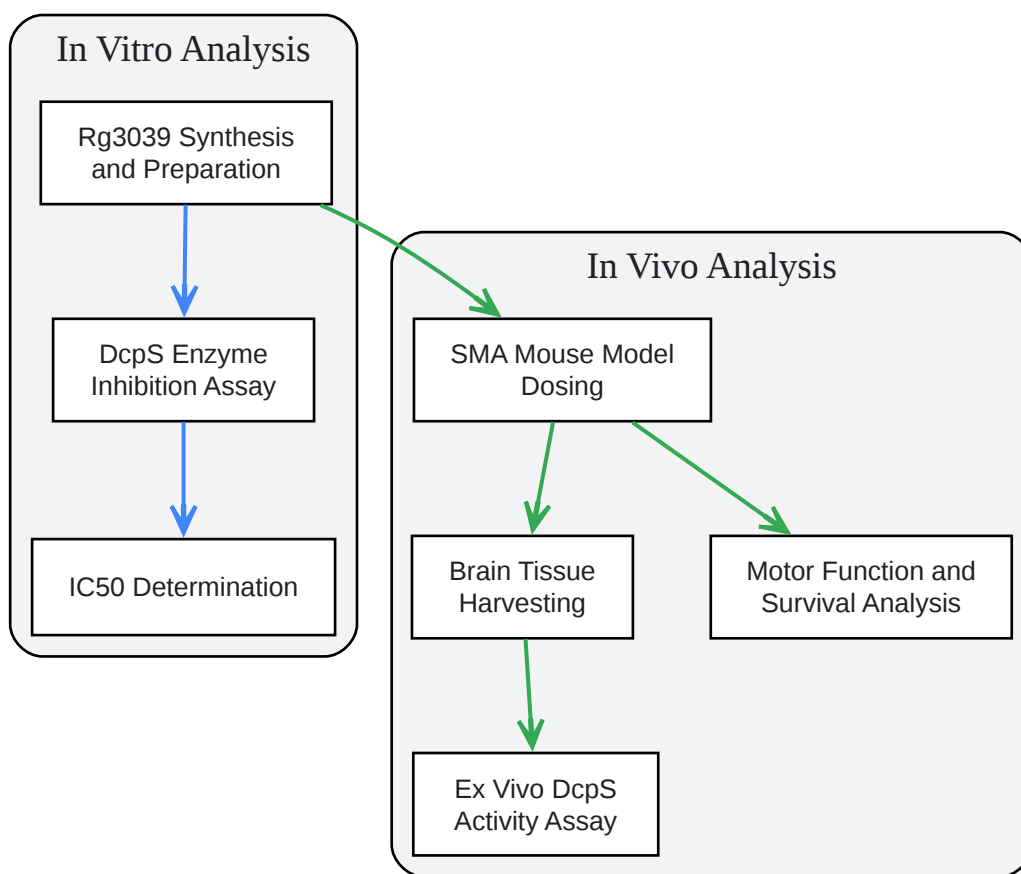 In Vitro Analysis
Rg3039 Synthesis
and Preparation
DcpS Enzyme
Inhibition Assay
IC50 Determination
In Vivo Analysis
SMA Mouse Model
Dosing
Brain Tissue
Harvesting
Motor Function and
Survival Analysis
Ex Vivo DcpS
Activity Assay